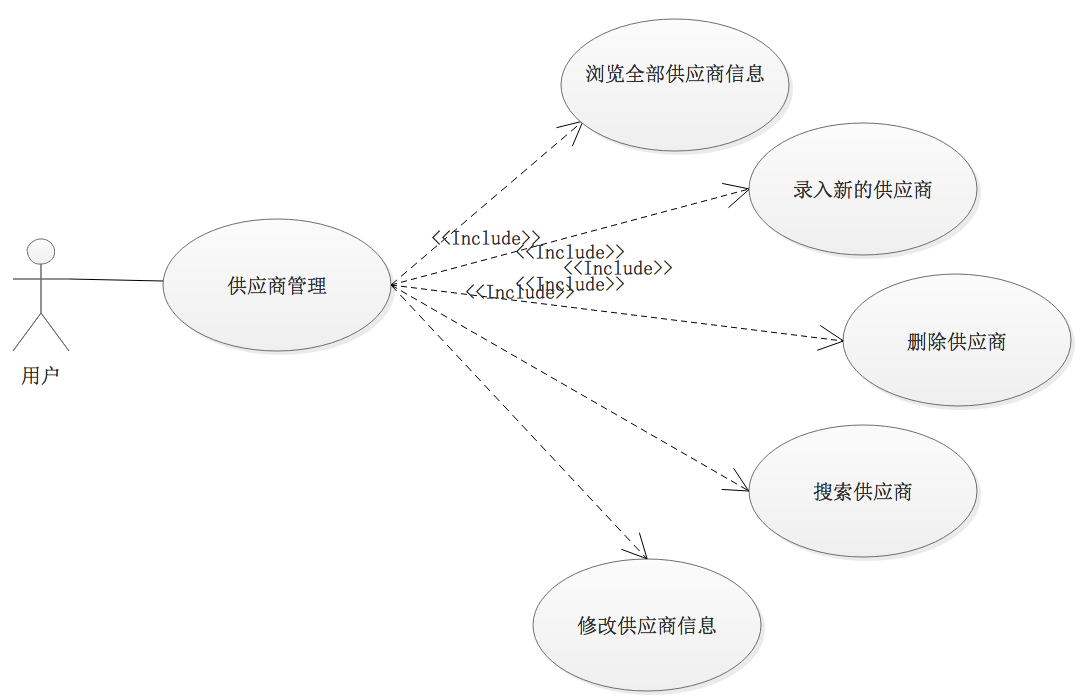 浏览全部供应商信息
录入新的供应商
<<Include>>
<<Include>>
<<Include>>
<<Include>>
<<Include>>
供应商管理
删除供应商
用户
搜索供应商
修改供应商信息